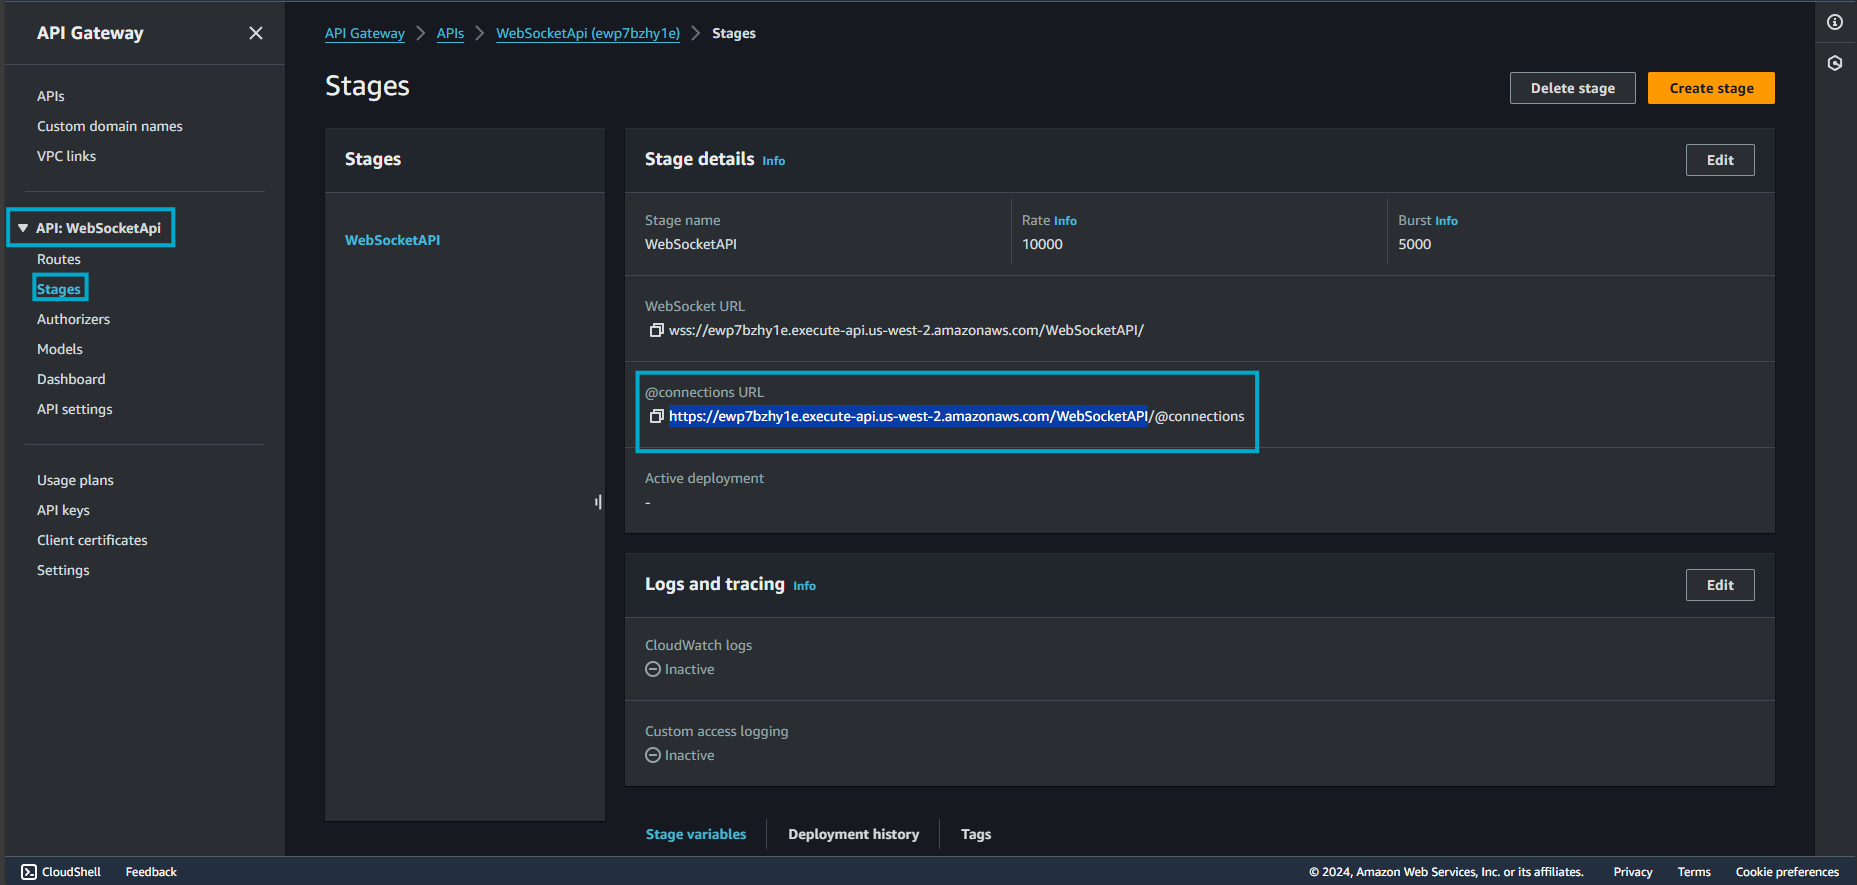 API Gateway
APIs
Custom domain names
VPC links
API: WebSocketApi
Routes
Stages
Authorizers
Models
Dashboard
API settings
Usage plans
API keys
Client certificates
Settings
API Gateway
APIs
WebSocketApi (ewp7bzhy1e)
Stages
Stages
Delete stage
Create stage
Stages
WebSocketAPI
Stage details Info
Edit
Stage name
WebSocketAPI
Rate Info
10000
Burst Info
5000
WebSocket URL
wss://ewp7bzhy1e.execute-api.us-west-2.amazonaws.com/WebSocketAPI/
@connections URL
https://ewp7bzhy1e.execute-api.us-west-2.amazonaws.com/WebSocketAPI/@connections
Active deployment
-
Logs and tracing Info
Edit
CloudWatch logs
Inactive
Custom access logging
Inactive
Stage variables
Deployment history
Tags
CloudShell
Feedback
© 2024, Amazon Web Services, Inc. or its affiliates.
Privacy
Terms
Cookie preferences